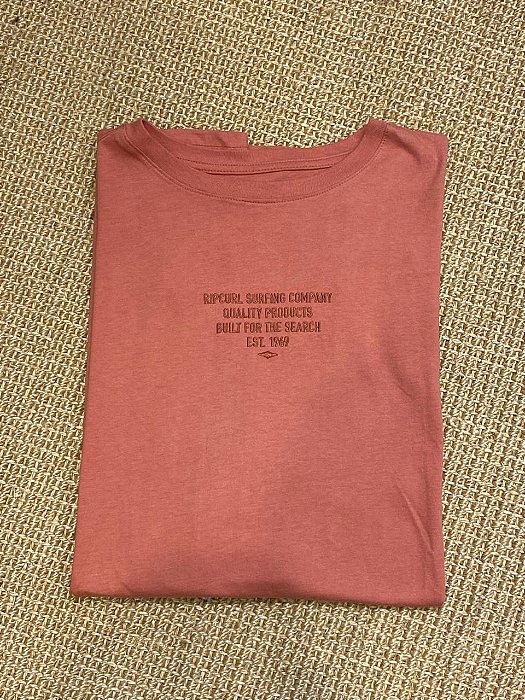 RIPCURL SURFING COMPANY
QUALITY PRODUCTS
BUILT FOR THE SEARCH
EST. 1969